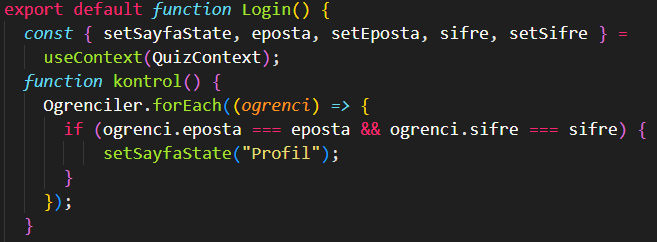 export default function Login() {
const { setSayfaState, eposta, setEposta, sifre, setSifre } =
useContext(QuizContext);
function kontrol() {
Ogrenciler.forEach((ogrenci) => {
if (ogrenci.eposta === eposta && ogrenci.sifre === sifre) {
setSayfaState("Profil");
}
});
}